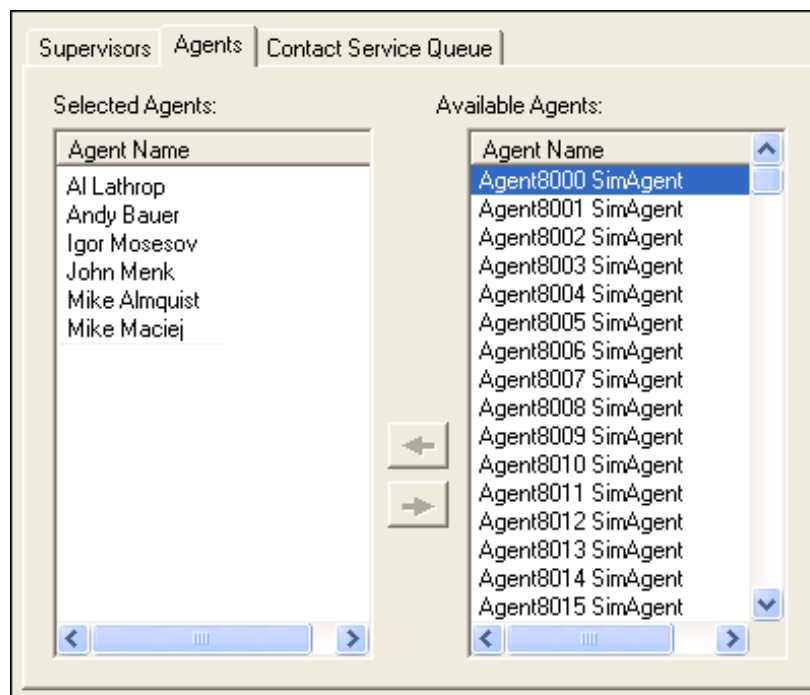 Supervisors Agents Contact Service Queue
Selected Agents:
Agent Name
Al Lathrop
Andy Bauer
Igor Mosesov
John Menk
Mike Almquist
Mike Maciej
Available Agents:
Agent Name
Agent8000 SimAgent
Agent8001 SimAgent
Agent8002 SimAgent
Agent8003 SimAgent
Agent8004 SimAgent
Agent8005 SimAgent
Agent8006 SimAgent
Agent8007 SimAgent
Agent8008 SimAgent
Agent8009 SimAgent
Agent8010 SimAgent
Agent8011 SimAgent
Agent8012 SimAgent
Agent8013 SimAgent
Agent8014 SimAgent
Agent8015 SimAgent